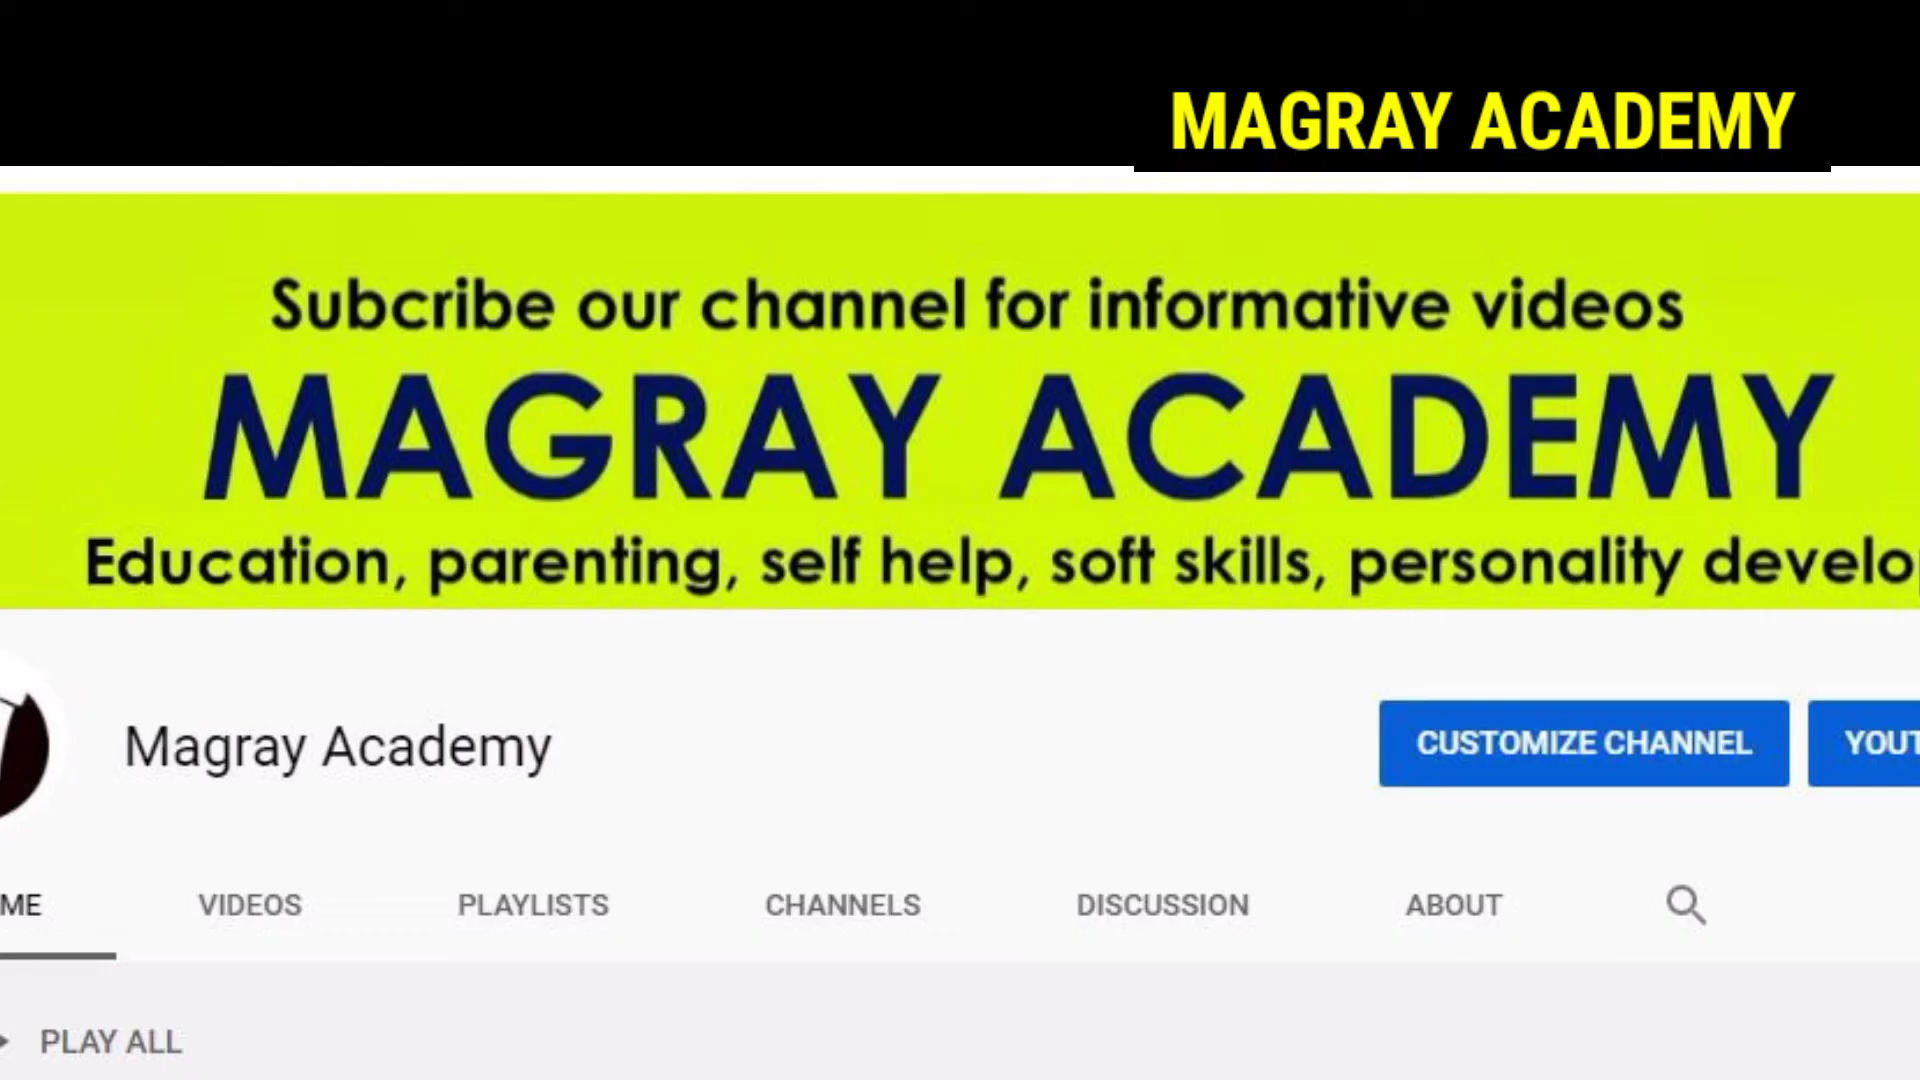 MAGRAY ACADEMY
Subcribe our channel for informative videos
MAGRAY ACADEMY
Education, parenting, self help, soft skills, personality develo
Magray Academy
CUSTOMIZE CHANNEL YOUT
ME VIDEOS PLAYLISTS CHANNELS DISCUSSION ABOUT
PLAY ALL